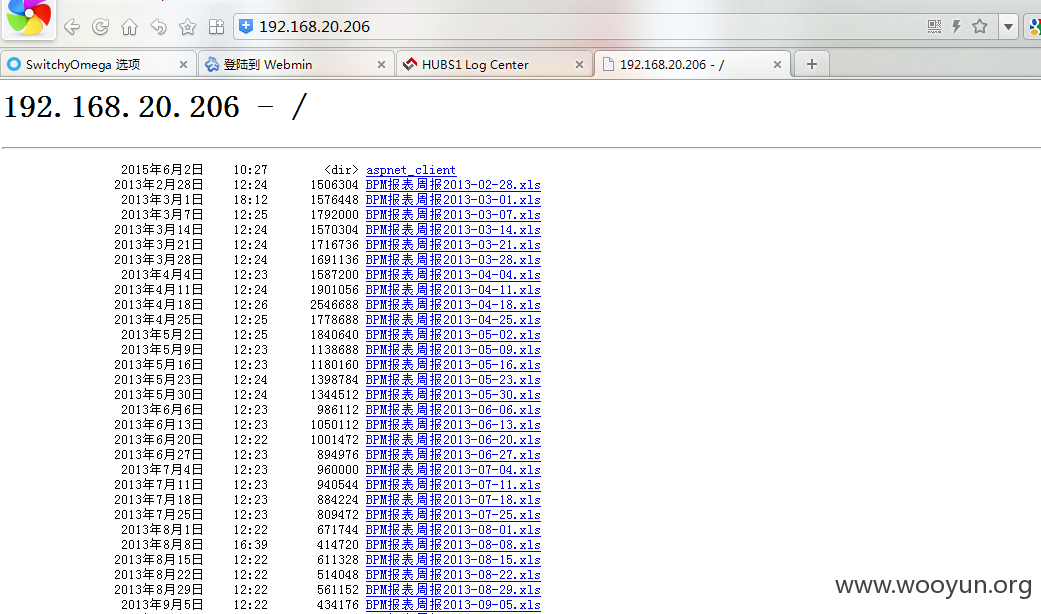 192.168.20.206
SwitchyOmega 选项 登陆到 Webmin HUBS1 Log Center 192.168.20.206 - /
192.168.20.206 - /
2015年6月2日 10:27 <dir> aspnet_client
2013年2月28日 12:24 1506304 BPM报表周报2013-02-28.xls
2013年3月1日 18:12 1576448 BPM报表周报2013-03-01.xls
2013年3月7日 12:25 1792000 BPM报表周报2013-03-07.xls
2013年3月14日 12:24 1570304 BPM报表周报2013-03-14.xls
2013年3月21日 12:24 1716736 BPM报表周报2013-03-21.xls
2013年3月28日 12:24 1691136 BPM报表周报2013-03-28.xls
2013年4月4日 12:23 1587200 BPM报表周报2013-04-04.xls
2013年4月11日 12:24 1901056 BPM报表周报2013-04-11.xls
2013年4月18日 12:26 2546688 BPM报表周报2013-04-18.xls
2013年4月25日 12:25 1778688 BPM报表周报2013-04-25.xls
2013年5月2日 12:25 1840640 BPM报表周报2013-05-02.xls
2013年5月9日 12:23 1138688 BPM报表周报2013-05-09.xls
2013年5月16日 12:23 1180160 BPM报表周报2013-05-16.xls
2013年5月23日 12:24 1398784 BPM报表周报2013-05-23.xls
2013年5月30日 12:24 1344512 BPM报表周报2013-05-30.xls
2013年6月6日 12:23 986112 BPM报表周报2013-06-06.xls
2013年6月13日 12:23 1050112 BPM报表周报2013-06-13.xls
2013年6月20日 12:22 1001472 BPM报表周报2013-06-20.xls
2013年6月27日 12:23 894976 BPM报表周报2013-06-27.xls
2013年7月4日 12:23 960000 BPM报表周报2013-07-04.xls
2013年7月11日 12:23 940544 BPM报表周报2013-07-11.xls
2013年7月18日 12:23 884224 BPM报表周报2013-07-18.xls
2013年7月25日 12:23 809472 BPM报表周报2013-07-25.xls
2013年8月1日 12:22 671744 BPM报表周报2013-08-01.xls
2013年8月8日 16:39 414720 BPM报表周报2013-08-08.xls
2013年8月15日 12:22 611328 BPM报表周报2013-08-15.xls
2013年8月22日 12:22 514048 BPM报表周报2013-08-22.xls
2013年8月29日 12:22 561152 BPM报表周报2013-08-29.xls
2013年9月5日 12:22 434176 BPM报表周报2013-09-05.xls
www.wooyun.org